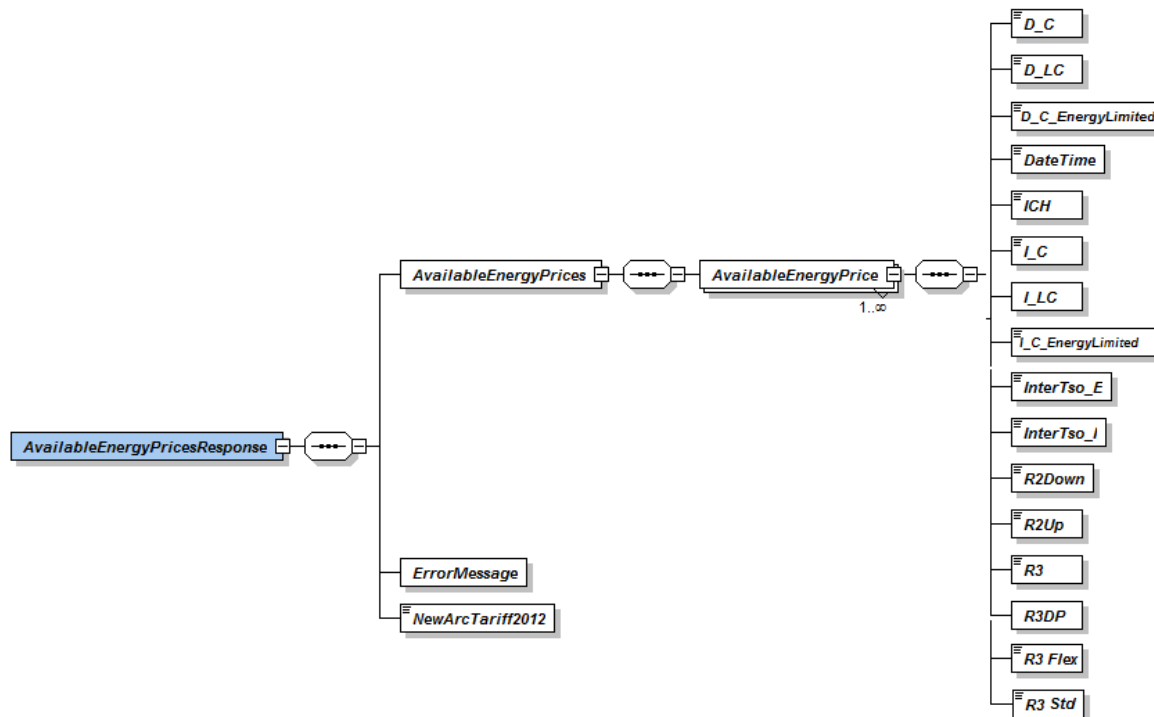 D_C
D_LC
D_C_EnergyLimited
DateTime
ICH
I_C
AvailableEnergyPrices
AvailableEnergyPrice
I_LC
1..∞
I_C_EnergyLimited
InterTso_E
InterTso_I
AvailableEnergyPricesResponse
R2Down
R2Up
R3
ErrorMessage
NewArcTariff2012
R3DP
R3 Flex
R3 Std